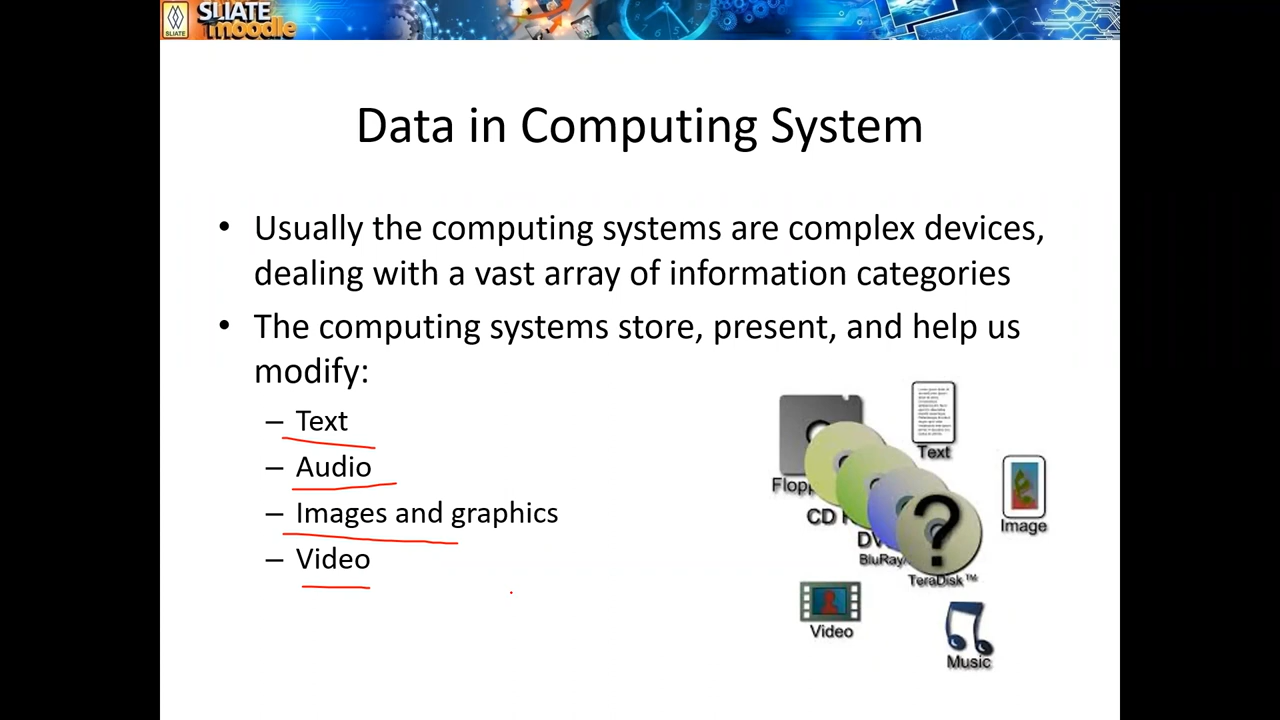 SLIATE
moodle
SLIATE
Data in Computing System
• Usually the computing systems are complex devices,
dealing with a vast array of information categories
• The computing systems store, present, and help us
modify:
– Text
– Audio
– Images and graphics
– Video
Text
Image
CD
BluRay
?
TeraDisk™
Video
Music